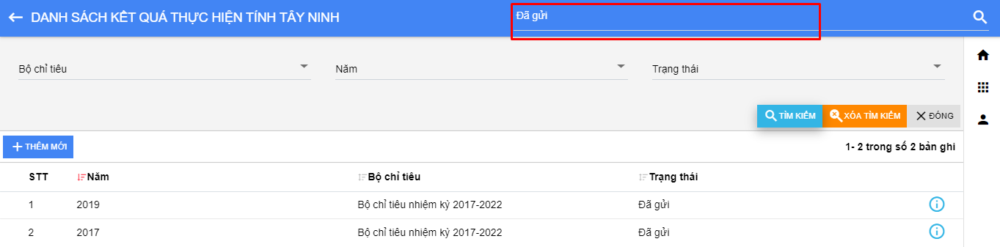 DANH SÁCH KẾT QUẢ THỰC HIỆN TỈNH TÂY NINH
Đã gửi
Bộ chỉ tiêu Năm Trạng thái
TÌM KIẾM XÓA TÌM KIẾM ĐÓNG
THÊM MỚI 1- 2 trong số 2 bản ghi
STT Năm Bộ chỉ tiêu Trạng thái
1 2019 Bộ chỉ tiêu nhiệm kỳ 2017-2022 Đã gửi
2 2017 Bộ chỉ tiêu nhiệm kỳ 2017-2022 Đã gửi